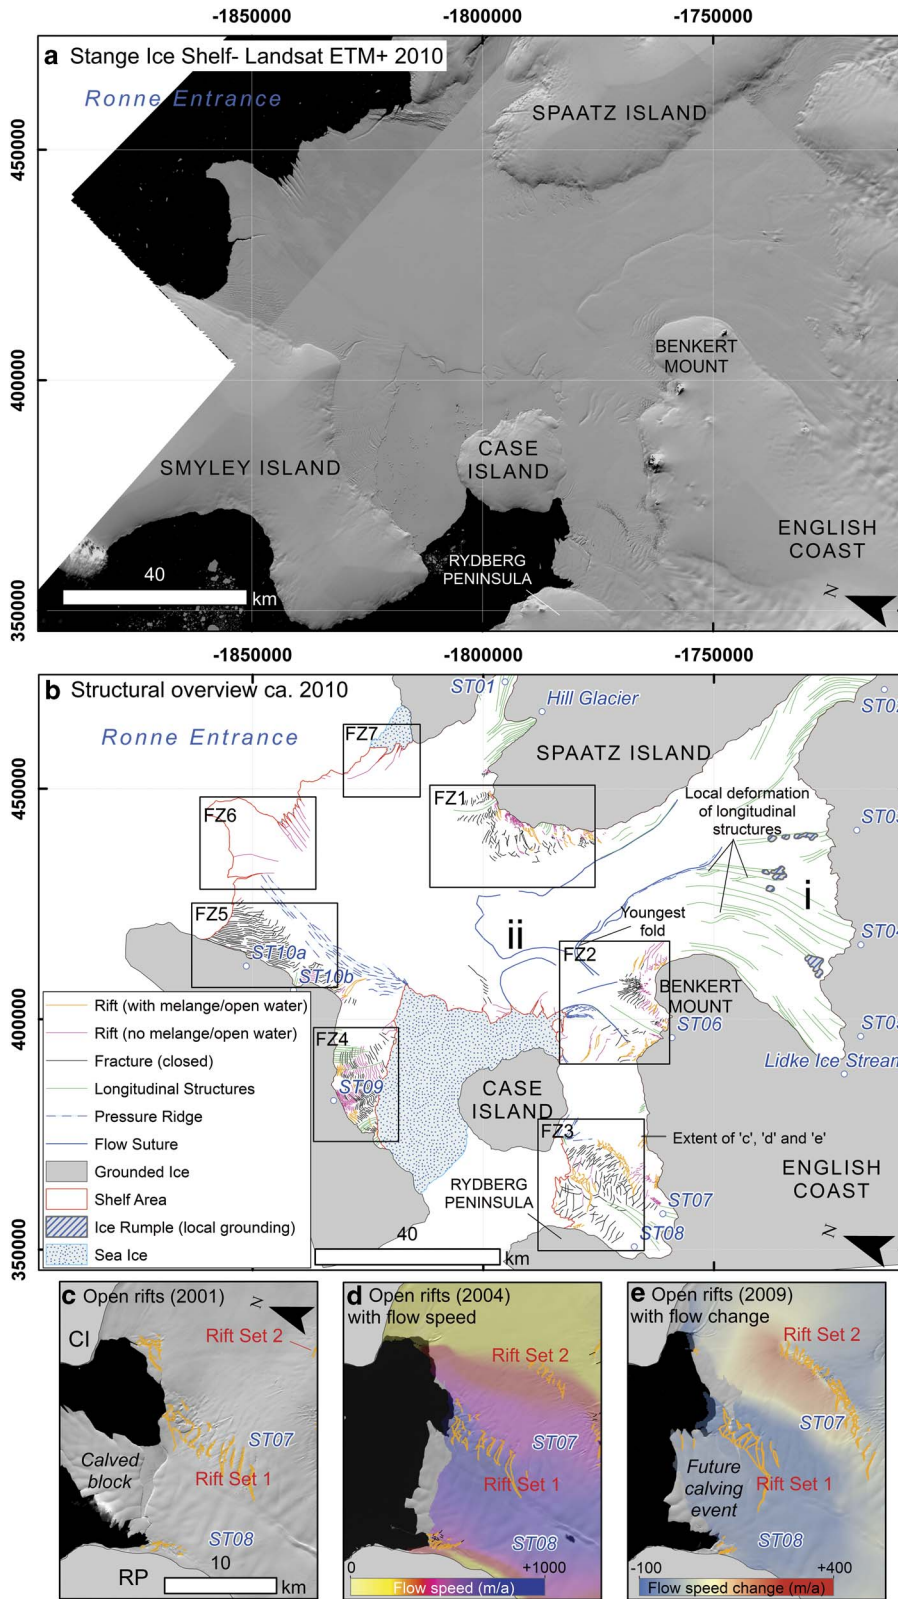 -1850000 -1800000 -1750000
a Stange Ice Shelf- Landsat ETM+ 2010
Ronne Entrance
SPAATZ ISLAND
450000
BENKERT
MOUNT
400000
CASE
ISLAND
SMYLEY ISLAND
ENGLISH
COAST
RYDBERG
PENINSULA
40
km
N
350000
-1850000 -1800000 -1750000
b Structural overview ca. 2010
ST01
Hill Glacier
Ronne Entrance
FZ7
SPAATZ ISLAND
450000
FZ1
Local deformation
of longitudinal
structures
FZ6
i
FZ5
ii
Youngest
fold
ST04
ST10a
FZ2
ST10b
BENKERT
MOUNT
400000
Rift (with melange/open water)
Rift (no melange/open water)
Fracture (closed)
Longitudinal Structures
Pressure Ridge
Flow Suture
Grounded Ice
Shelf Area
Ice Rumple (local grounding)
Sea Ice
FZ4
ST06
Lidke Ice Stream
ST09
CASE
ISLAND
FZ3
Extent of 'c', 'd' and 'e'
ENGLISH
COAST
RYDBERG
PENINSULA
ST07
ST08
40
km
N
350000
c Open rifts (2001)
N
CI
Rift Set 2
ST07
Calved
block
Rift Set 1
ST08
RP
10
km
d Open rifts (2004)
with flow speed
Rift Set 2
ST07
Rift Set 1
ST08
0 +1000
Flow speed (m/a)
e Open rifts (2009)
with flow change
Rift Set 2
ST07
Future
calving
event
Rift Set 1
ST08
-100 +400
Flow speed change (m/a)